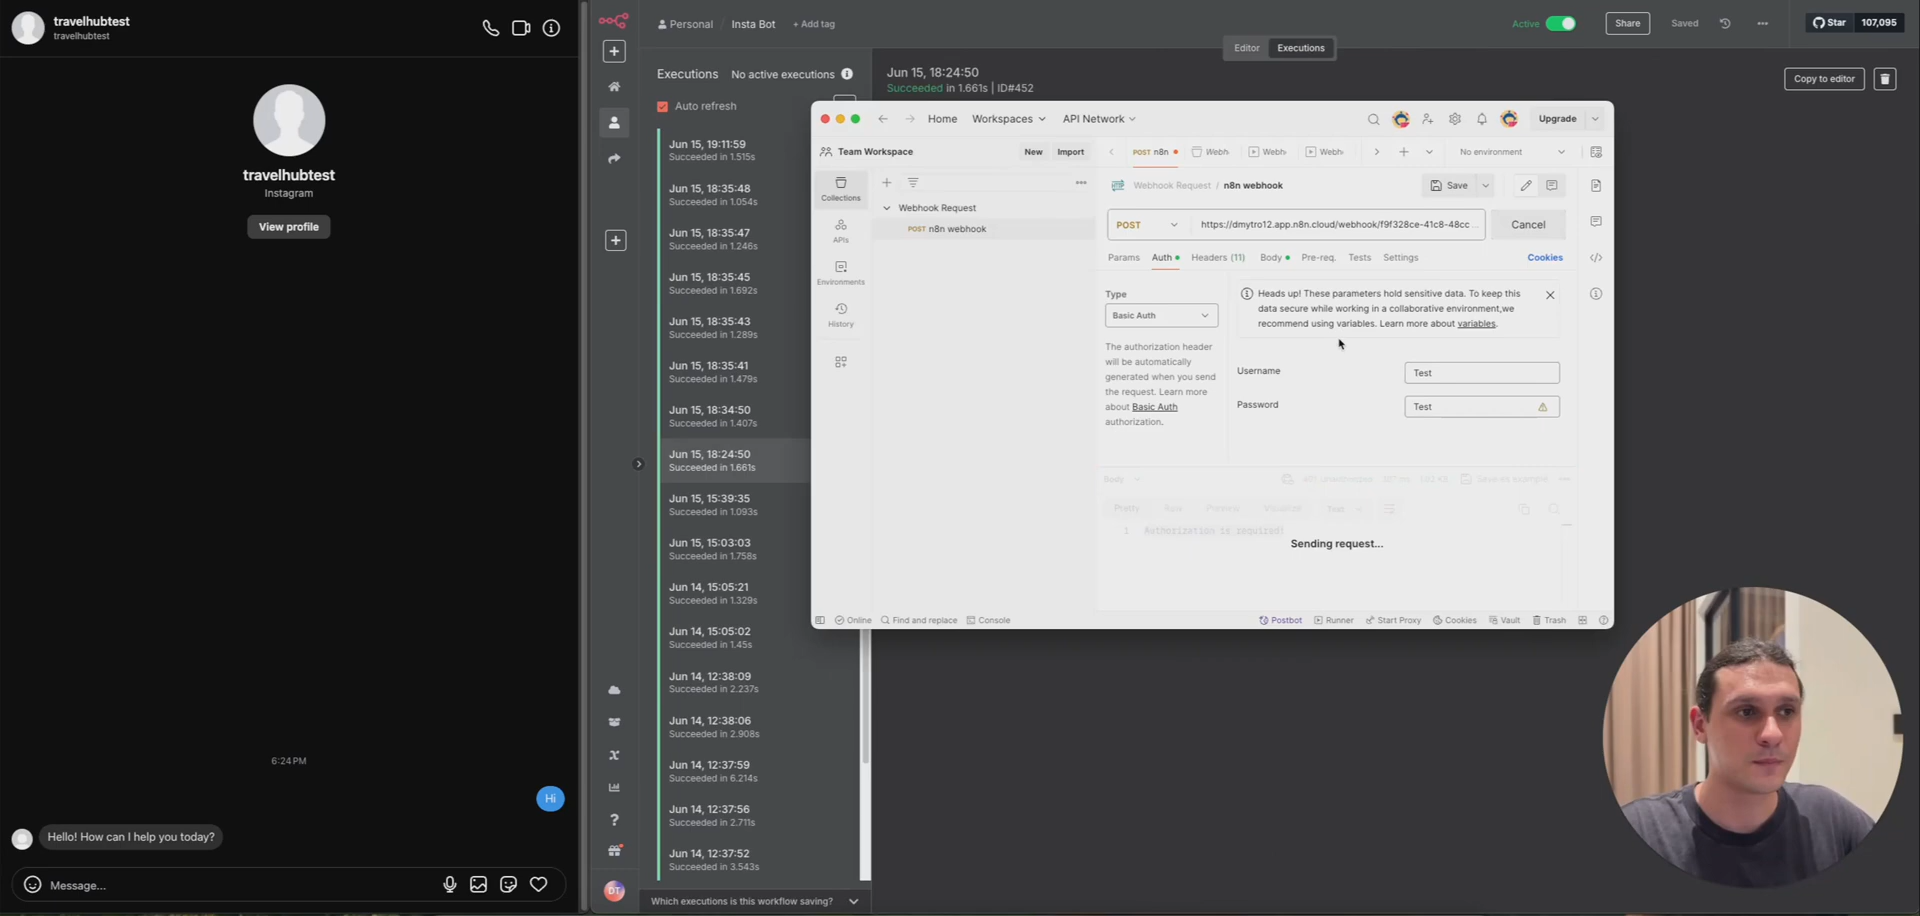 travelhubtest
travelhubtest
travelhubtest
Instagram
View profile
6:24 PM
Hi
Hello! How can I help you today?
Message...
Personal / Insta Bot + Add tag
Active
Share
Saved
Star 107,095
Editor Executions
Executions No active executions
Auto refresh
Jun 15, 19:11:59
Succeeded in 1.515s
Jun 15, 18:35:48
Succeeded in 1.054s
Jun 15, 18:35:47
Succeeded in 1.246s
Jun 15, 18:35:45
Succeeded in 1.692s
Jun 15, 18:35:43
Succeeded in 1.289s
Jun 15, 18:35:41
Succeeded in 1.479s
Jun 15, 18:34:50
Succeeded in 1.407s
Jun 15, 18:24:50
Succeeded in 1.661s
Jun 15, 15:39:35
Succeeded in 1.093s
Jun 15, 15:03:03
Succeeded in 1.758s
Jun 14, 15:05:21
Succeeded in 1.329s
Jun 14, 15:05:02
Succeeded in 1.45s
Jun 14, 12:38:09
Succeeded in 2.237s
Jun 14, 12:38:06
Succeeded in 2.908s
Jun 14, 12:37:59
Succeeded in 6.214s
Jun 14, 12:37:56
Succeeded in 2.711s
Jun 14, 12:37:52
Succeeded in 3.543s
Which executions is this workflow saving?
DT
Jun 15, 18:24:50
Succeeded in 1.661s | ID#452
Copy to editor
Home Workspaces API Network
Upgrade
Team Workspace New Import
POST n8n Webh Webh Webh
No environment
Collections
APIs
Environments
History
Webhook Request
POST n8n webhook
Webhook Request / n8n webhook
Save
POST https://dmytro12.app.n8n.cloud/webhook/f9f328ce-41c8-48cc ...
Cancel
Params Auth Headers (11) Body Pre-req. Tests Settings Cookies
Type
Basic Auth
The authorization header
will be automatically
generated when you send
the request. Learn more
about Basic Auth
authorization.
Heads up! These parameters hold sensitive data. To keep this
data secure while working in a collaborative environment,we
recommend using variables. Learn more about variables.
Username Test
Password Test
Body
Pretty Raw Preview Visualize Text
1 Authorization is required!
Sending request...
Online Find and replace Console
Postbot Runner Start Proxy Cookies Vault Trash